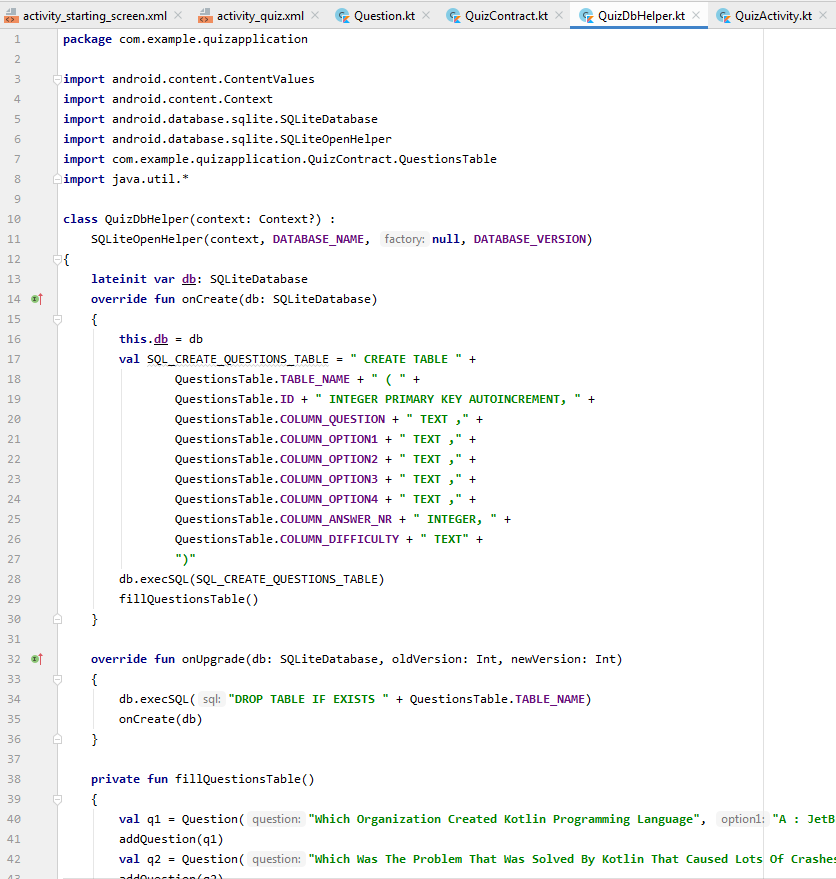 activity_starting_screen.xml activity_quiz.xml Question.kt QuizContract.kt QuizDbHelper.kt QuizActivity.kt
1 package com.example.quizapplication
2
3 import android.content.ContentValues
4 import android.content.Context
5 import android.database.sqlite.SQLiteDatabase
6 import android.database.sqlite.SQLiteOpenHelper
7 import com.example.quizapplication.QuizContract.QuestionsTable
8 import java.util.*
9
10 class QuizDbHelper(context: Context?) :
11 SQLiteOpenHelper(context, DATABASE_NAME, factory: null, DATABASE_VERSION)
12 {
13 lateinit var db: SQLiteDatabase
14 override fun onCreate(db: SQLiteDatabase)
15 {
16 this.db = db
17 val SQL_CREATE_QUESTIONS_TABLE = " CREATE TABLE " +
18 QuestionsTable.TABLE_NAME + " ( " +
19 QuestionsTable.ID + " INTEGER PRIMARY KEY AUTOINCREMENT, " +
20 QuestionsTable.COLUMN_QUESTION + " TEXT ," +
21 QuestionsTable.COLUMN_OPTION1 + " TEXT ," +
22 QuestionsTable.COLUMN_OPTION2 + " TEXT ," +
23 QuestionsTable.COLUMN_OPTION3 + " TEXT ," +
24 QuestionsTable.COLUMN_OPTION4 + " TEXT ," +
25 QuestionsTable.COLUMN_ANSWER_NR + " INTEGER, " +
26 QuestionsTable.COLUMN_DIFFICULTY + " TEXT" +
27 ")"
28 db.execSQL(SQL_CREATE_QUESTIONS_TABLE)
29 fillQuestionsTable()
30 }
31
32 override fun onUpgrade(db: SQLiteDatabase, oldVersion: Int, newVersion: Int)
33 {
34 db.execSQL( sql: "DROP TABLE IF EXISTS " + QuestionsTable.TABLE_NAME)
35 onCreate(db)
36 }
37
38 private fun fillQuestionsTable()
39 {
40 val q1 = Question( question: "Which Organization Created Kotlin Programming Language", option1: "A : JetB
41 addQuestion(q1)
42 val q2 = Question( question: "Which Was The Problem That Was Solved By Kotlin That Caused Lots Of Crashes
43 addQuestion(q2)